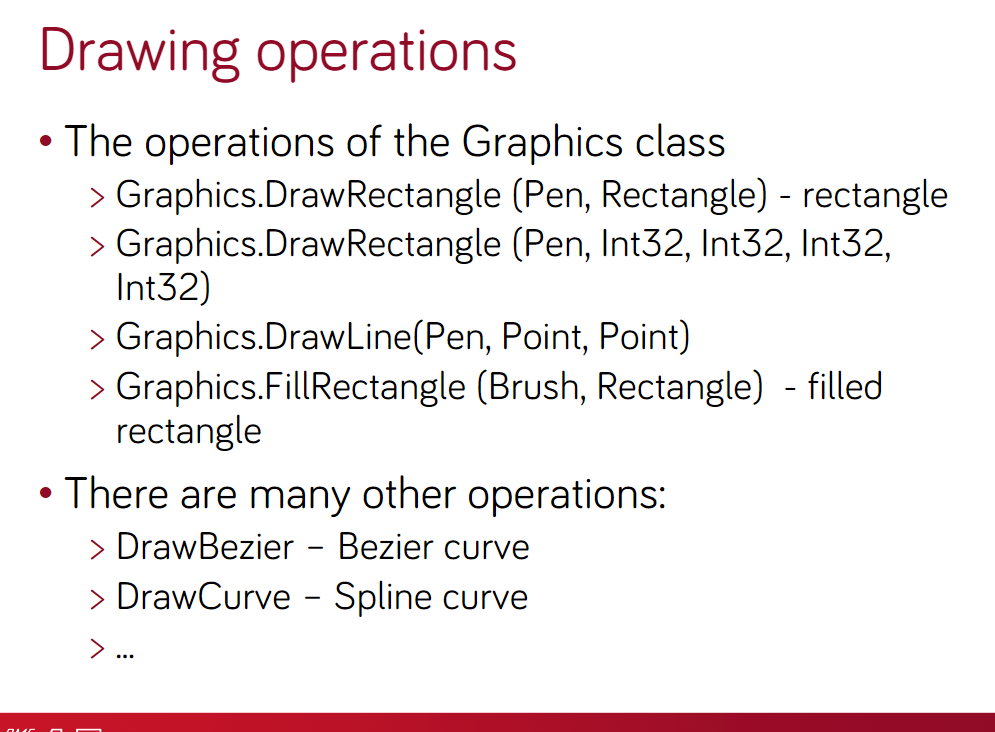 Drawing operations
• The operations of the Graphics class
> Graphics.DrawRectangle (Pen, Rectangle) - rectangle
> Graphics.DrawRectangle (Pen, Int32, Int32, Int32,
Int32)
> Graphics.DrawLine(Pen, Point, Point)
> Graphics.FillRectangle (Brush, Rectangle)  - filled
rectangle
• There are many other operations:
> DrawBezier – Bezier curve
> DrawCurve – Spline curve
> ...